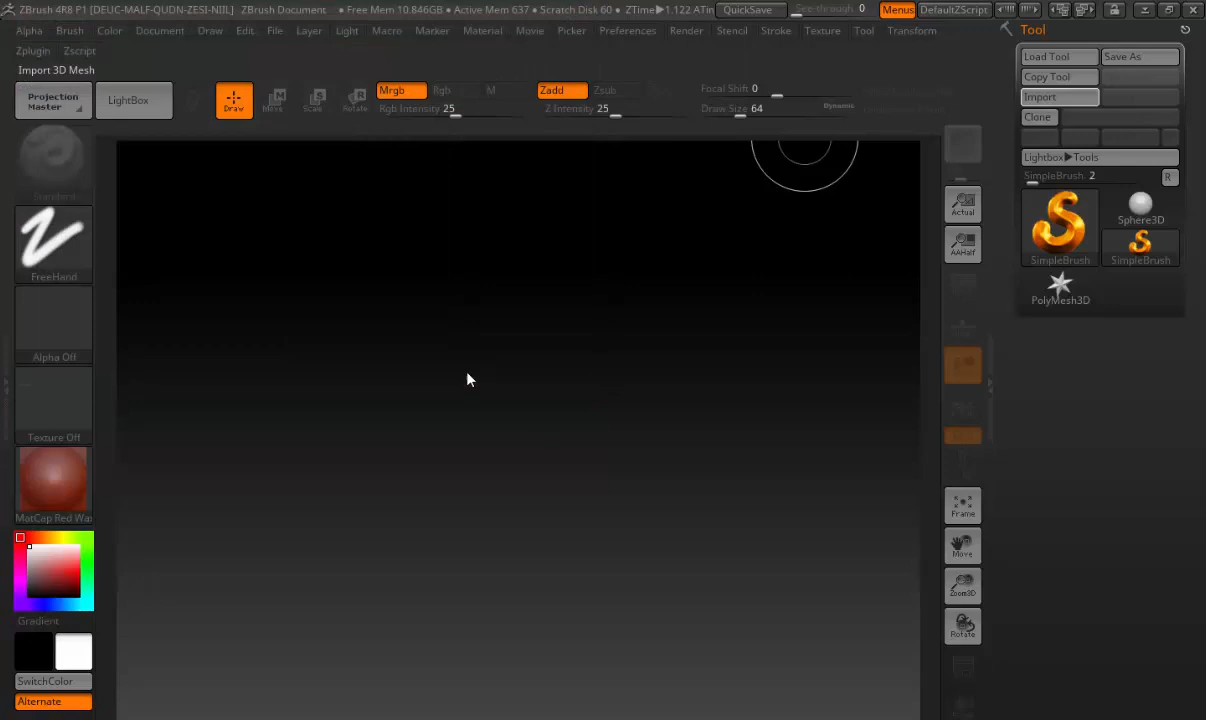 ZBrush 4R8 P1 [DEUC-MALF-QUDN-ZESI-NIIL] ZBrush Document ● Free Mem 10.846GB ● Active Mem 637 ● Scratch Disk 60 ● ZTime▶1.122 ATim QuickSave See-through 0 Menus DefaultZScript
Alpha Brush Color Document Draw Edit File Layer Light Macro Marker Material Movie Picker Preferences Render Stencil Stroke Texture Tool Transform
Zplugin Zscript
Import 3D Mesh
Projection Master
LightBox
Draw Move Scale Rotate
Mrgb Rgb M
Rgb Intensity 25
Zadd Zsub
Z Intensity 25
Focal Shift 0
Draw Size 64 Dynamic
Standard
FreeHand
Alpha Off
Texture Off
MatCap Red Wax
Gradient
SwitchColor
Alternate
Actual
AAHalf
Frame
Move
Zoom3D
Rotate
Tool
Load Tool Save As
Copy Tool
Import
Clone
Lightbox▶Tools
SimpleBrush. 2 R
SimpleBrush
Sphere3D
SimpleBrush
PolyMesh3D